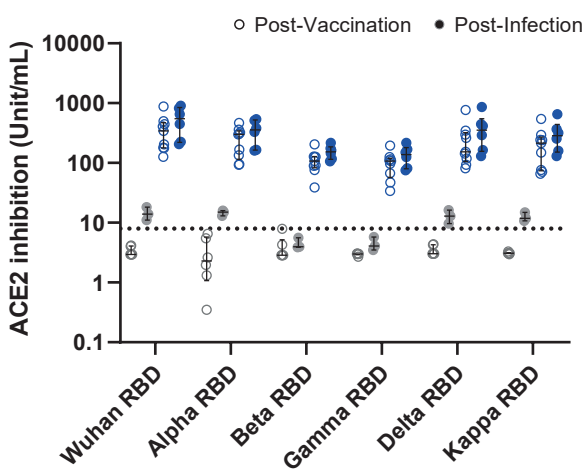 Post-Vaccination Post-Infection
ACE2 inhibition (Unit/mL)
10000
1000
100
10
1
0.1
Wuhan RBD
Alpha RBD
Beta RBD
Gamma RBD
Delta RBD
Kappa RBD